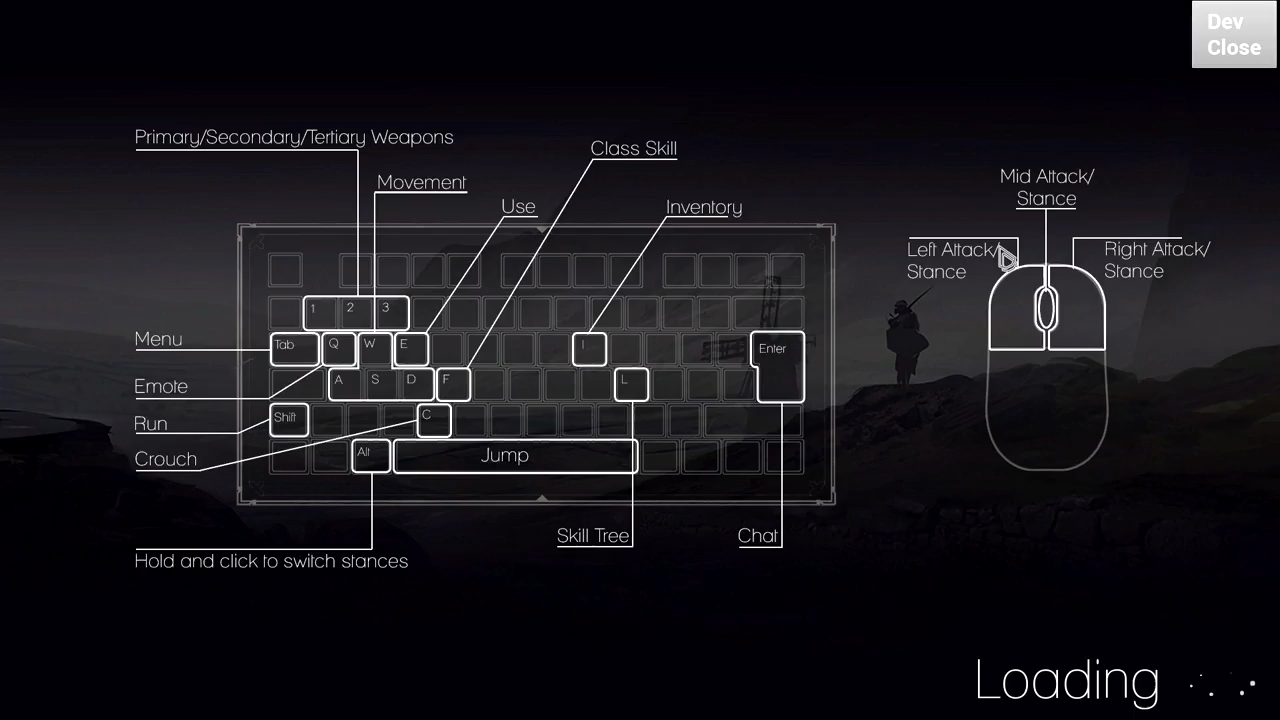 Dev
Close
Primary/Secondary/Tertiary Weapons
Class Skill
Movement
Use
Inventory
Mid Attack/
Stance
Left Attack/
Stance
Right Attack/
Stance
1 2 3
Menu
Tab Q W E I Enter
Emote
A S D F L
Run
Shift C
Crouch
Alt Jump
Skill Tree
Chat
Hold and click to switch stances
Loading